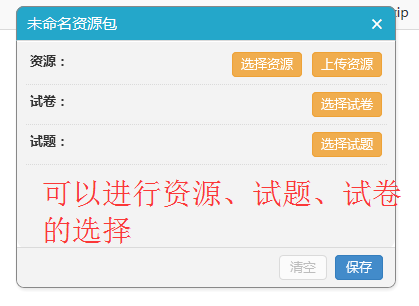 未命名资源包 ×
资源： 选择资源 上传资源
试卷： 选择试卷
试题： 选择试题
可以进行资源、试题、试卷
的选择
清空 保存